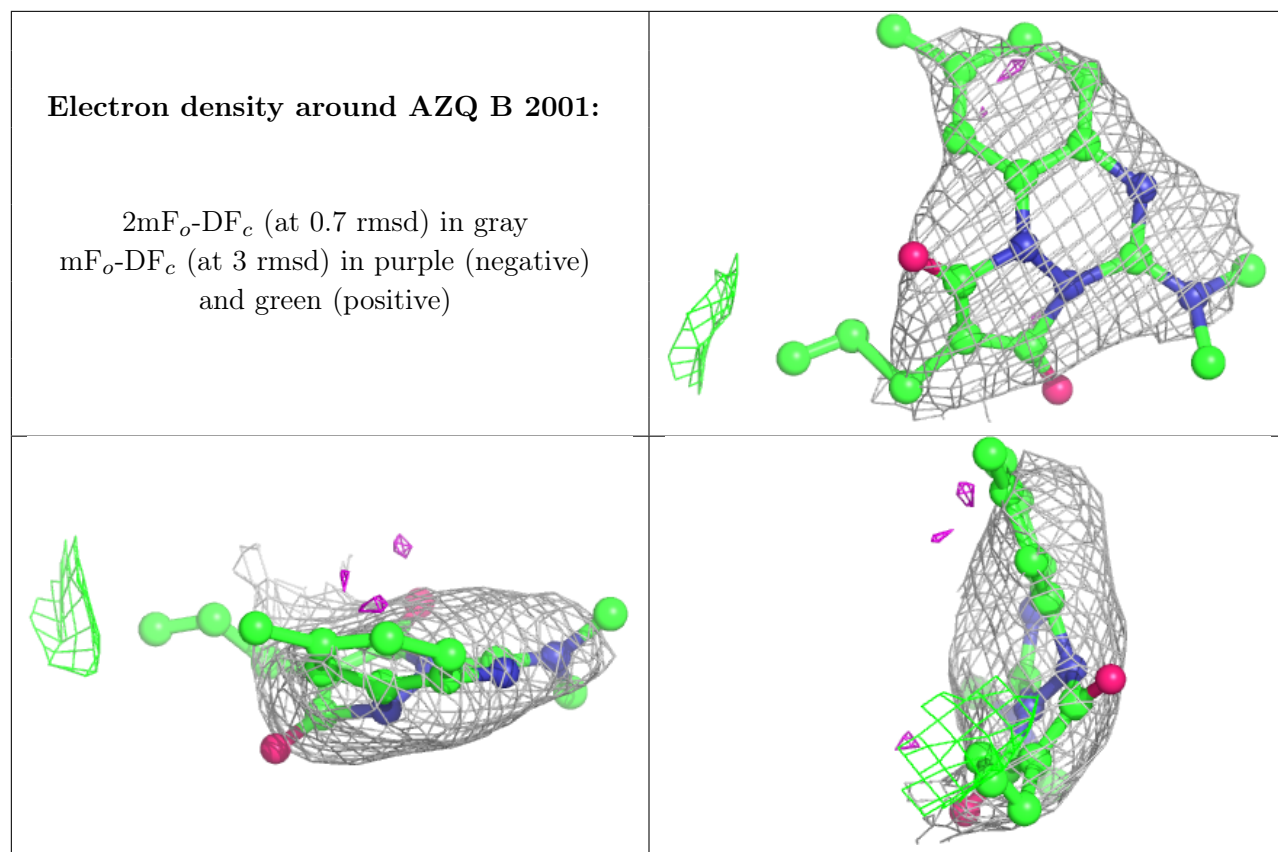 Electron density around AZQ B 2001:
2mFo-DFc (at 0.7 rmsd) in gray
mFo-DFc (at 3 rmsd) in purple (negative)
and green (positive)